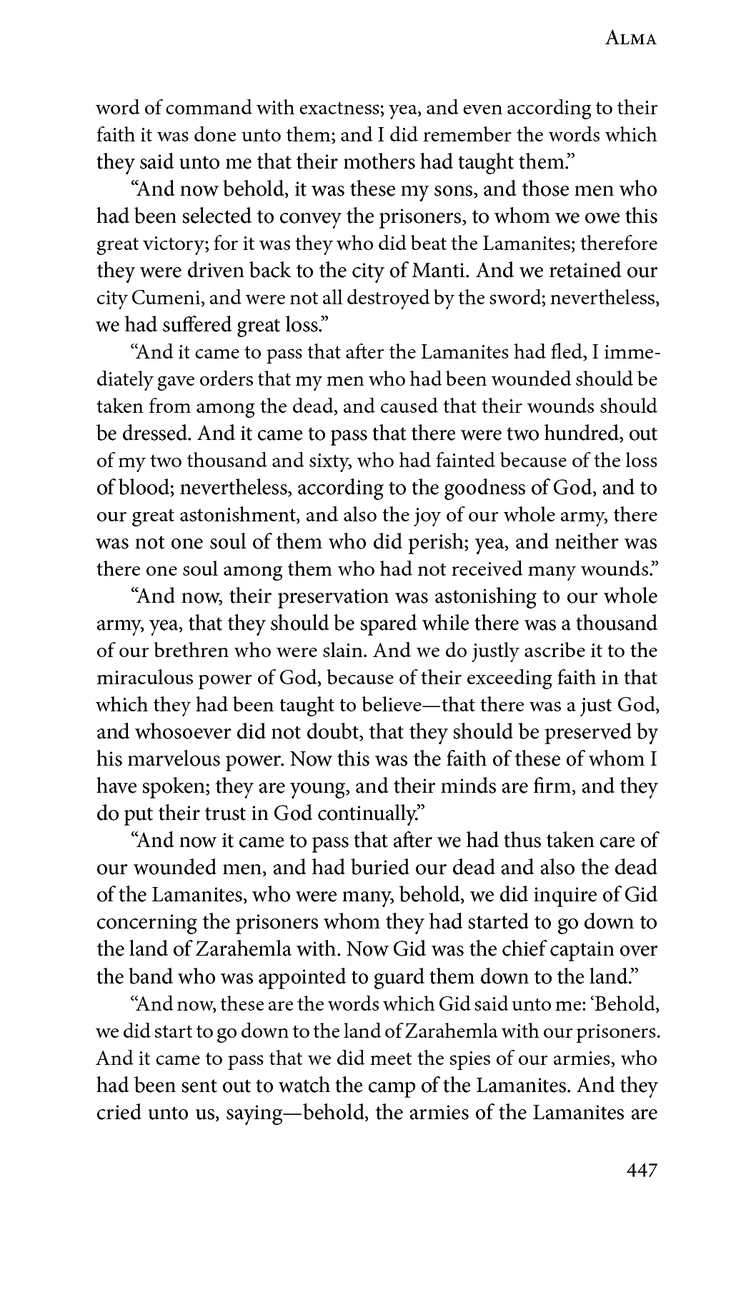 Alma
word of command with exactness; yea, and even according to their
faith it was done unto them; and I did remember the words which
they said unto me that their mothers had taught them.”
“And now behold, it was these my sons, and those men who
had been selected to convey the prisoners, to whom we owe this
great victory; for it was they who did beat the Lamanites; therefore
they were driven back to the city of Manti. And we retained our
city Cumeni, and were not all destroyed by the sword; nevertheless,
we had suffered great loss.”
“And it came to pass that after the Lamanites had fled, I imme-
diately gave orders that my men who had been wounded should be
taken from among the dead, and caused that their wounds should
be dressed. And it came to pass that there were two hundred, out
of my two thousand and sixty, who had fainted because of the loss
of blood; nevertheless, according to the goodness of God, and to
our great astonishment, and also the joy of our whole army, there
was not one soul of them who did perish; yea, and neither was
there one soul among them who had not received many wounds.”
“And now, their preservation was astonishing to our whole
army, yea, that they should be spared while there was a thousand
of our brethren who were slain. And we do justly ascribe it to the
miraculous power of God, because of their exceeding faith in that
which they had been taught to believe—that there was a just God,
and whosoever did not doubt, that they should be preserved by
his marvelous power. Now this was the faith of these of whom I
have spoken; they are young, and their minds are firm, and they
do put their trust in God continually.”
“And now it came to pass that after we had thus taken care of
our wounded men, and had buried our dead and also the dead
of the Lamanites, who were many, behold, we did inquire of Gid
concerning the prisoners whom they had started to go down to
the land of Zarahemla with. Now Gid was the chief captain over
the band who was appointed to guard them down to the land.”
“And now, these are the words which Gid said unto me: ‘Behold,
we did start to go down to the land of Zarahemla with our prisoners.
And it came to pass that we did meet the spies of our armies, who
had been sent out to watch the camp of the Lamanites. And they
cried unto us, saying—behold, the armies of the Lamanites are
447